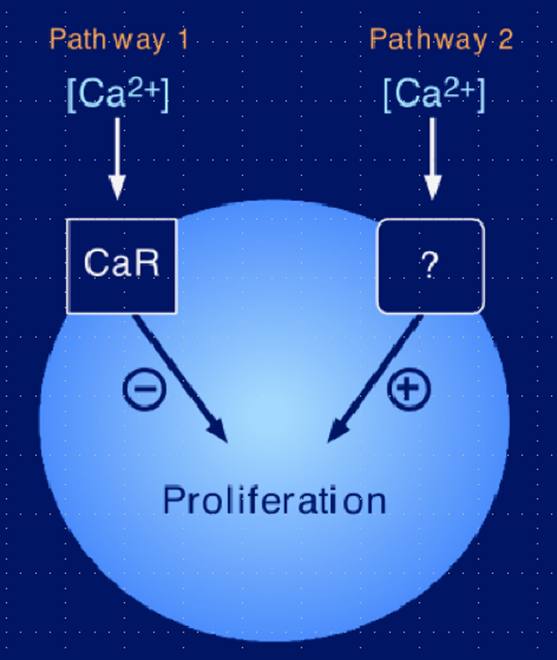 Pathway 1 Pathway 2
[Ca²⁺] [Ca²⁺]
CaR ?
⊖ ⊕
Proliferation